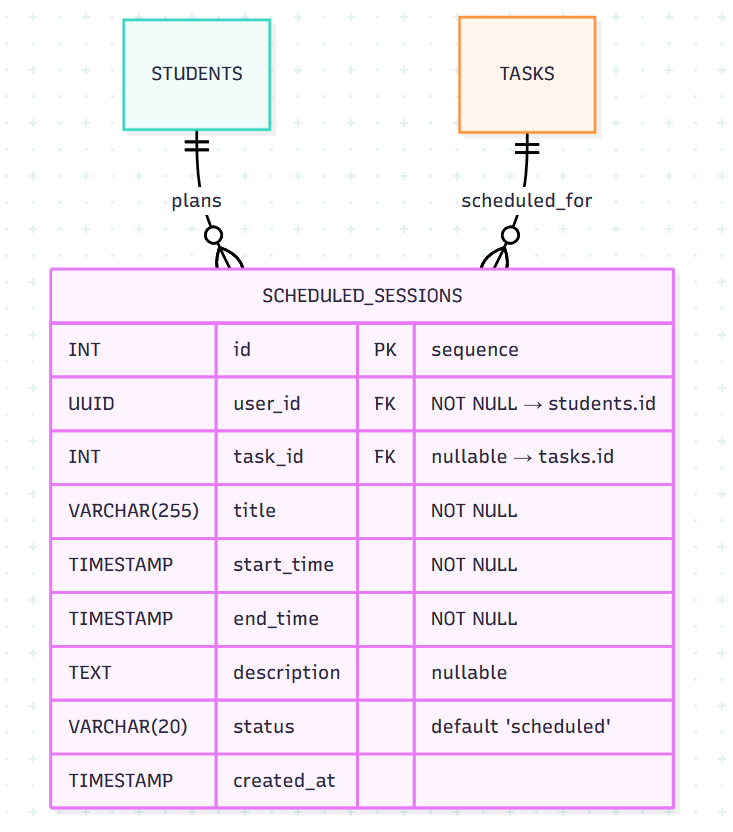 STUDENTS
TASKS
plans
scheduled_for
SCHEDULED_SESSIONS
INT id PK sequence
UUID user_id FK NOT NULL → students.id
INT task_id FK nullable → tasks.id
VARCHAR(255) title NOT NULL
TIMESTAMP start_time NOT NULL
TIMESTAMP end_time NOT NULL
TEXT description nullable
VARCHAR(20) status default 'scheduled'
TIMESTAMP created_at